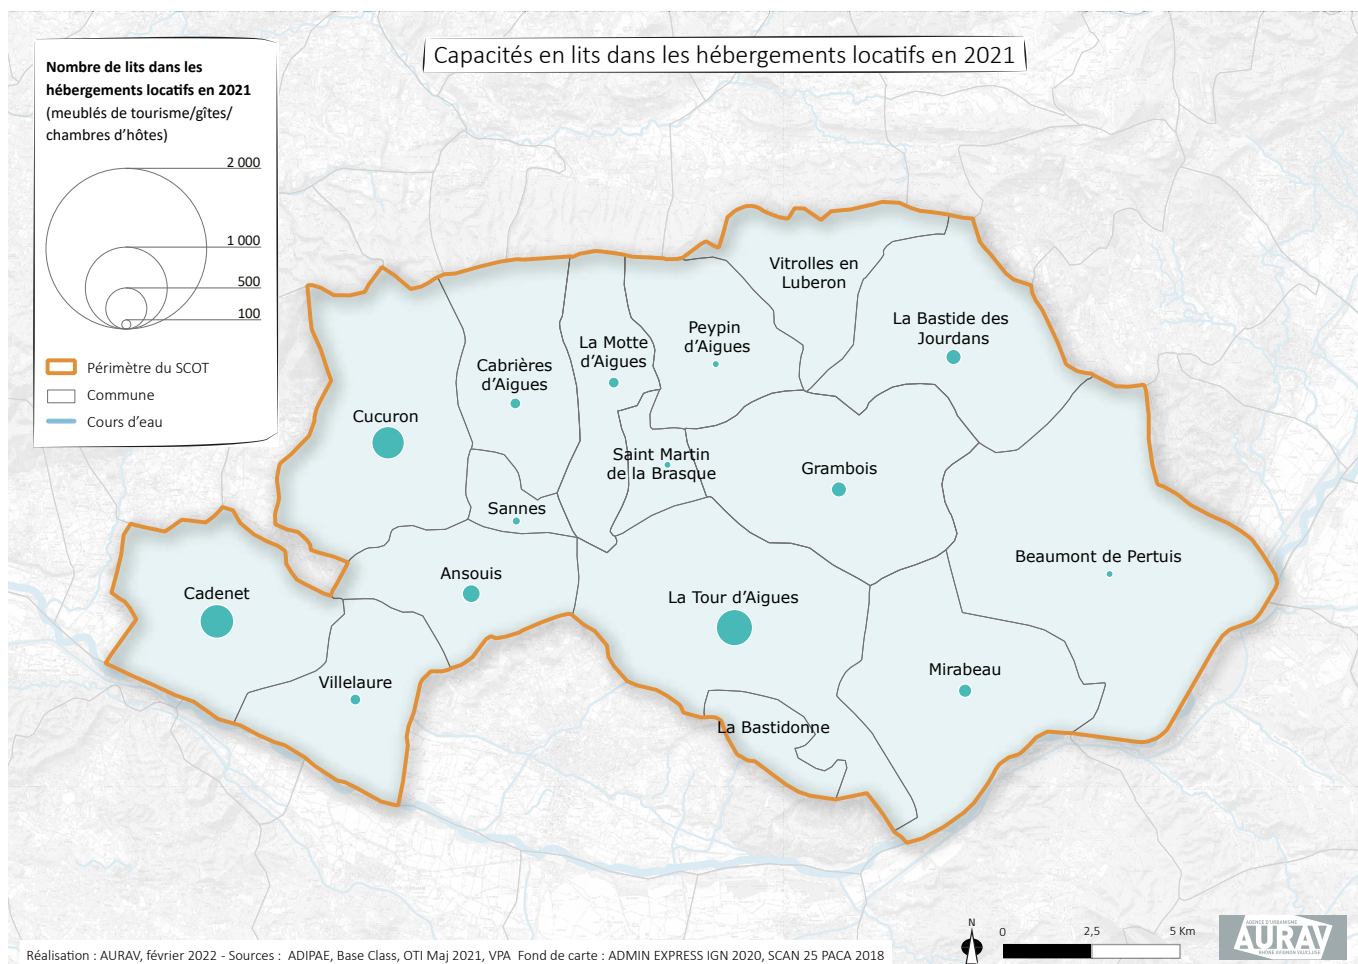 Capacités en lits dans les hébergements locatifs en 2021
Nombre de lits dans les
hébergements locatifs en 2021
(meublés de tourisme/gîtes/
chambres d'hôtes)
2 000
1 000
500
100
Périmètre du SCOT
Commune
Cours d'eau
Vitrolles en
Luberon
La Bastide des
Jourdans
Peypin
d'Aigues
La Motte
d'Aigues
Cabrières
d'Aigues
Cucuron
Saint Martin
de la Brasque
Grambois
Sannes
Beaumont de Pertuis
Ansouis
Cadenet
La Tour d'Aigues
Mirabeau
Villelaure
La Bastidonne
N
0 2,5 5 Km
AGENCE D'URBANISME
AURAV
RHÔNE AVIGNON VAUCLUSE
Réalisation : AURAV, février 2022 - Sources : ADIPAE, Base Class, OTI Maj 2021, VPA Fond de carte : ADMIN EXPRESS IGN 2020, SCAN 25 PACA 2018